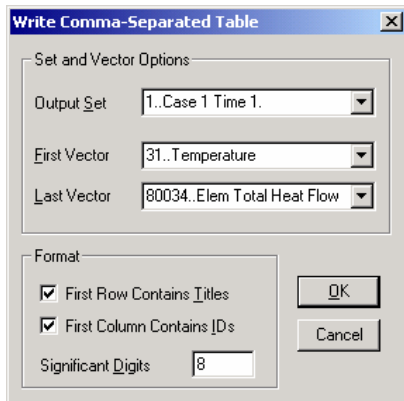 Write Comma-Separated Table
Set and Vector Options
Output Set 1..Case 1 Time 1.
First Vector 31..Temperature
Last Vector 80034..Elem Total Heat Flow
Format
First Row Contains Titles
First Column Contains IDs
Significant Digits 8
OK
Cancel